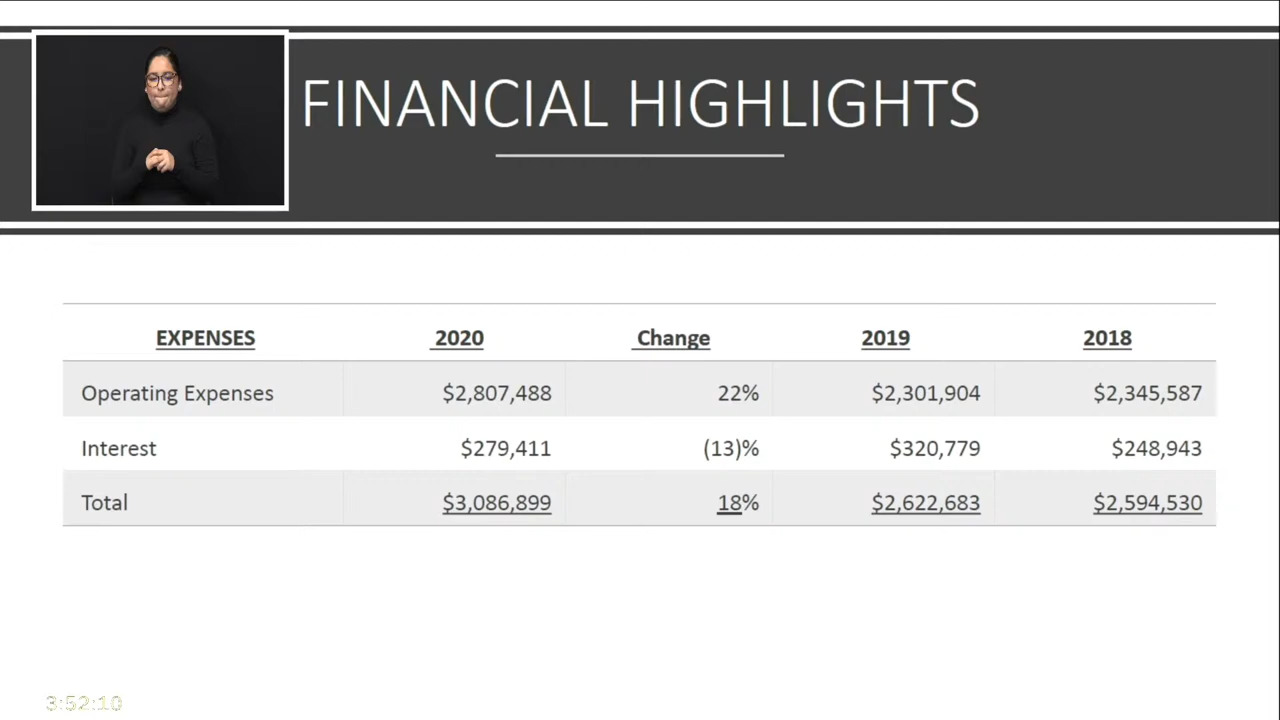 FINANCIAL HIGHLIGHTS
EXPENSES 2020 Change 2019 2018
Operating Expenses $2,807,488 22% $2,301,904 $2,345,587
Interest $279,411 (13)% $320,779 $248,943
Total $3,086,899 18% $2,622,683 $2,594,530
3:52:10